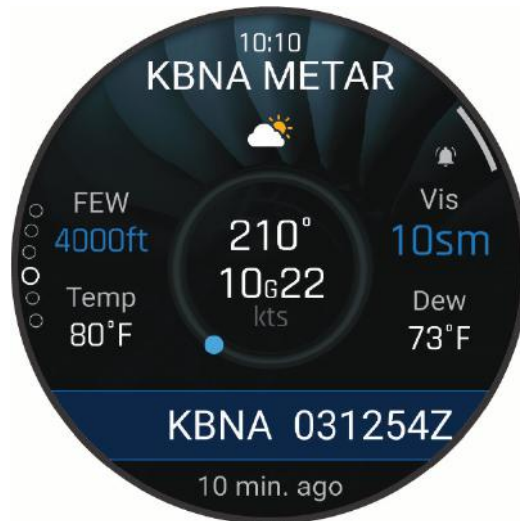 10:10
KBNA METAR
FEW
4000ft
Temp
80°F
210°
10G22
kts
Vis
10sm
Dew
73°F
KBNA 031254Z
10 min. ago